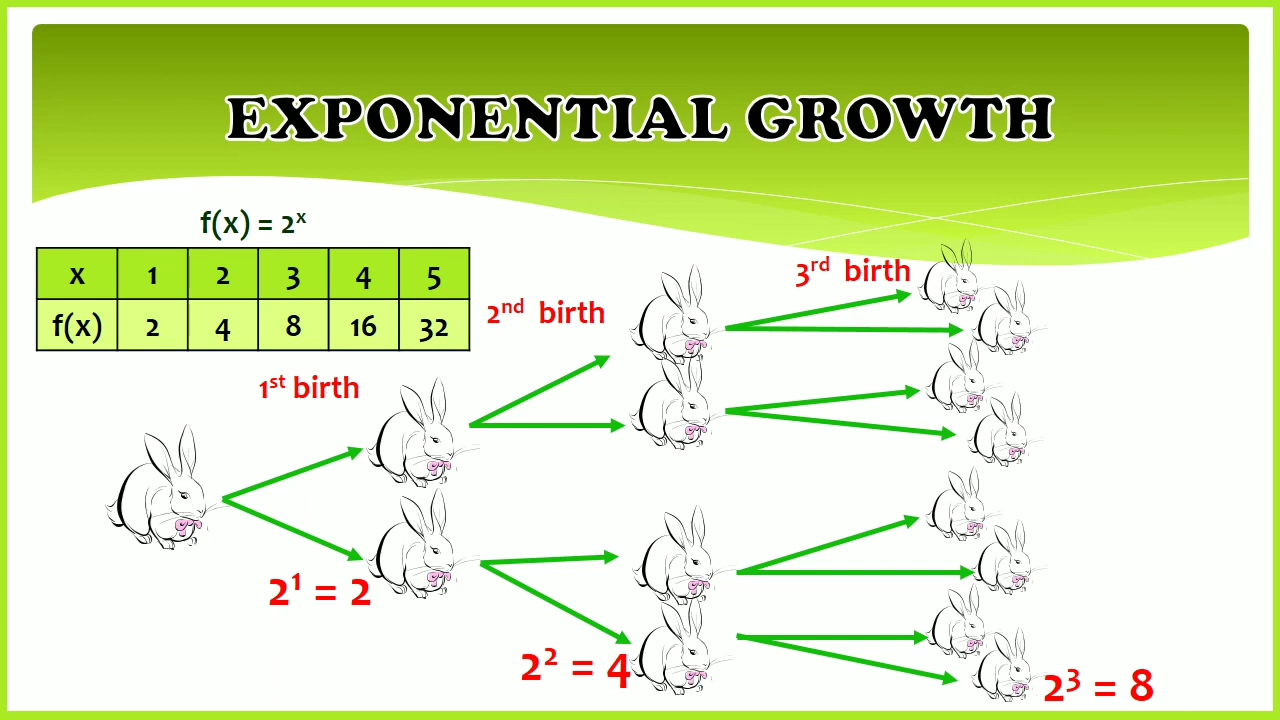 EXPONENTIAL GROWTH
f(x) = 2ˣ
x 1 2 3 4 5
f(x) 2 4 8 16 32
1ˢᵗ birth
2ⁿᵈ birth
3ʳᵈ birth
2¹ = 2
2² = 4
2³ = 8